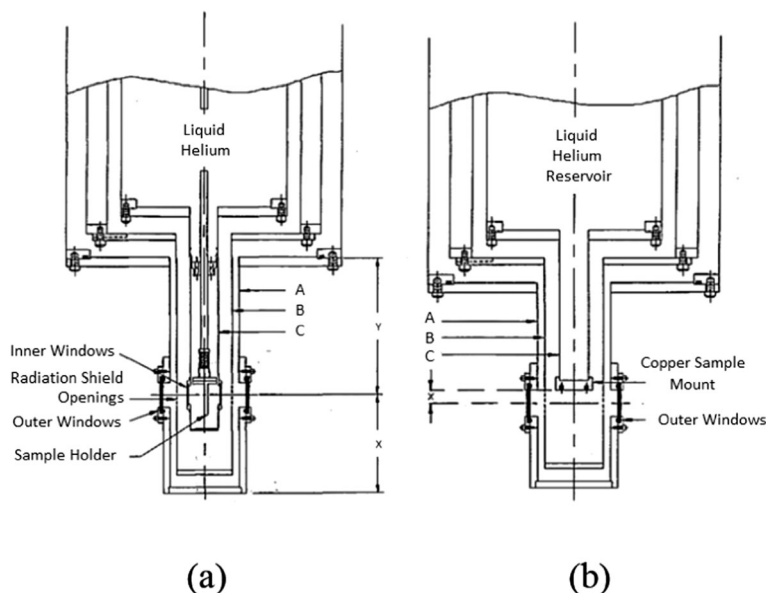 Liquid
Helium
A
Y
B
C
Inner Windows
Radiation Shield
Openings
Outer Windows
X
Sample Holder
(a)
Liquid
Helium
Reservoir
A
B
C
Copper Sample
Mount
X
Outer Windows
(b)